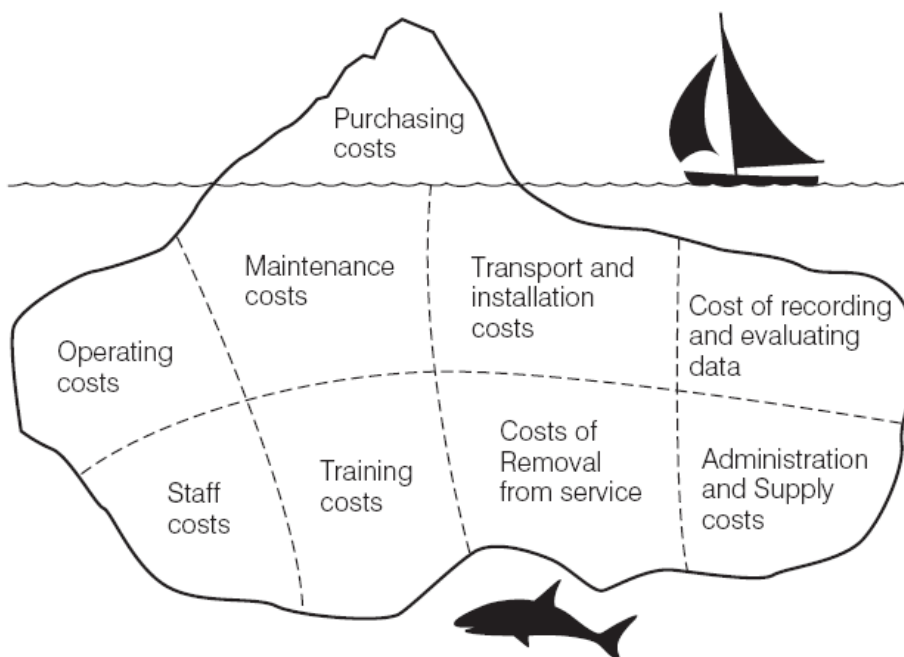 Purchasing
costs
Maintenance
costs
Transport and
installation
costs
Cost of recording
and evaluating
data
Operating
costs
Staff
costs
Training
costs
Costs of
Removal
from service
Administration
and Supply
costs